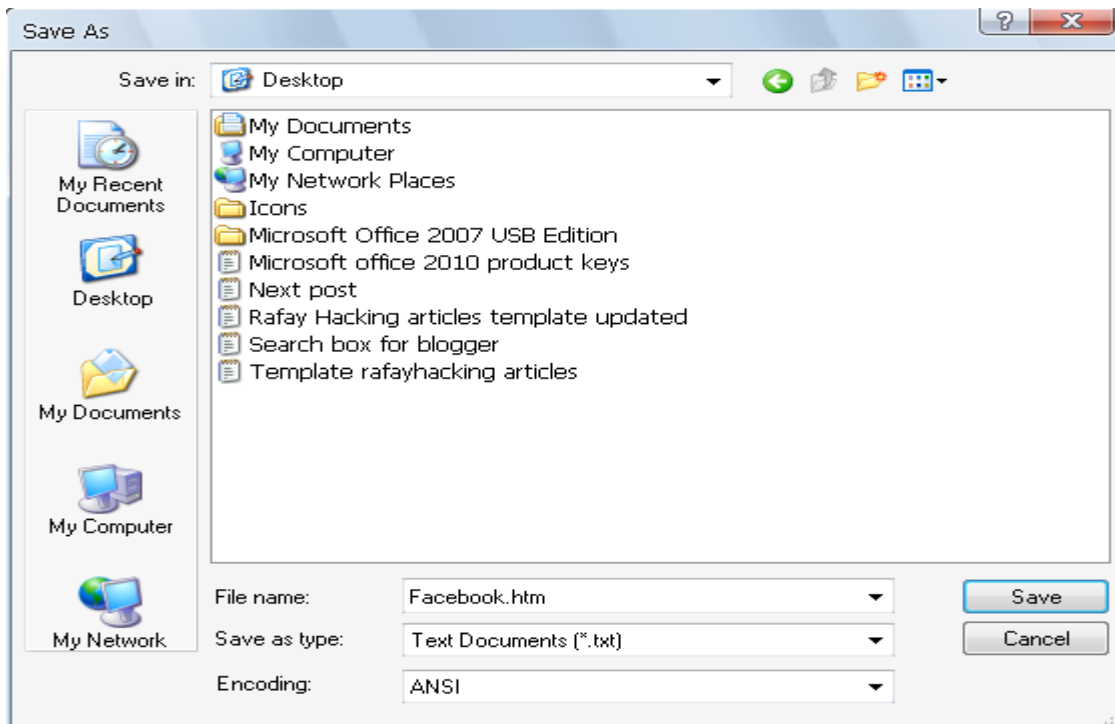 Save As
Save in: Desktop
My Recent
Documents
Desktop
My Documents
My Computer
My Network
My Documents
My Computer
My Network Places
Icons
Microsoft Office 2007 USB Edition
Microsoft office 2010 product keys
Next post
Rafay Hacking articles template updated
Search box for blogger
Template rafayhacking articles
File name: Facebook.htm Save
Save as type: Text Documents (*.txt) Cancel
Encoding: ANSI